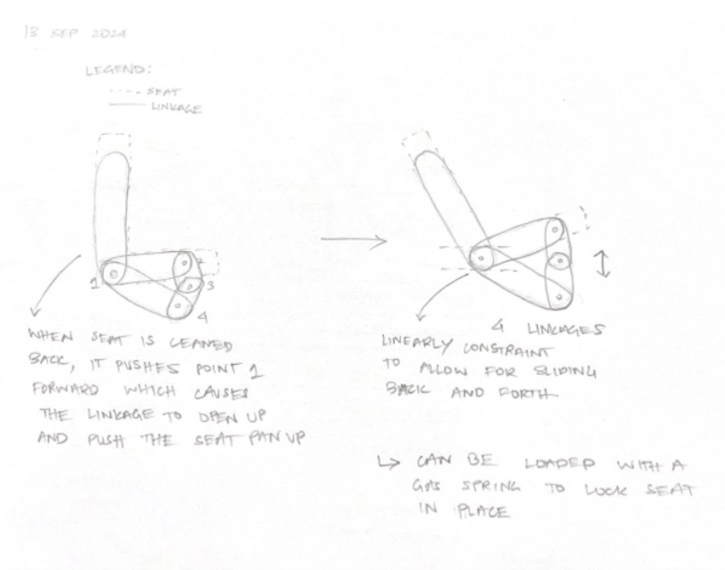 13 SEP 2024
LEGEND:
SEAT
LINKAGE
1
2
3
4
WHEN SEAT IS LEANED
BACK, IT PUSHES POINT 1
FORWARD WHICH CAUSES
THE LINKAGE TO OPEN UP
AND PUSH THE SEAT PAN UP
4 LINKAGES
LINEARLY CONSTRAINT
TO ALLOW FOR SLIDING
BACK AND FORTH
↳ CAN BE LOADED WITH A
GAS SPRING TO LOCK SEAT
IN PLACE